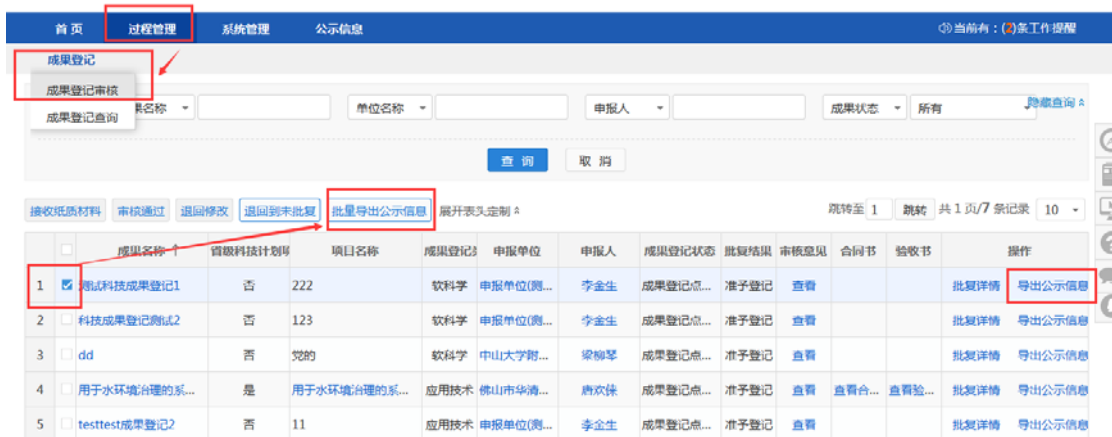 首页 过程管理 系统管理 公示信息 当前有：(2)条工作提醒
成果登记
成果登记审核
果名称 单位名称 申报人 成果状态 所有 隐藏查询
成果登记查询
查询 取消
接收纸质材料 审核通过 退回修改 退回到未批复 批量导出公示信息 展开表头定制 跳转至 1 跳转 共1页/7 条记录 10
成果名称 省级科技计划项 项目名称 成果登记 申报单位 申报人 成果登记状态 批复结果 审核意见 合同书 验收书 操作
1 测试科技成果登记1 否 222 软科学 申报单位(测... 李金生 成果登记点... 准予登记 查看 批复详情 导出公示信息
2 科技成果登记测试2 否 123 软科学 申报单位(测... 李金生 成果登记点... 准予登记 查看 批复详情 导出公示信息
3 dd 否 党的 软科学 中山大学附... 梁柳琴 成果登记点... 准予登记 查看 批复详情 导出公示信息
4 用于水环境治理的系... 是 用于水环境治理的系... 应用技术 佛山市华清... 唐欢 成果登记点... 准予登记 查看 查看合... 查看验... 批复详情 导出公示信息
5 testtest成果登记2 否 11 应用技术 申报单位(测... 李金生 成果登记点... 准予登记 查看 批复详情 导出公示信息